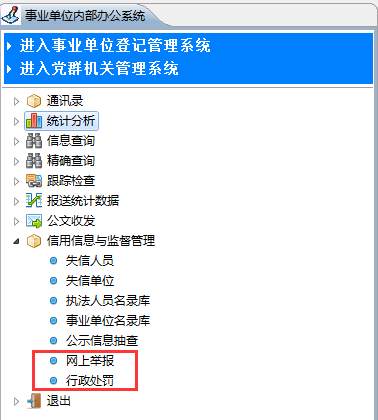 事业单位内部办公系统
进入事业单位登记管理系统
进入党群机关管理系统
通讯录
统计分析
信息查询
精确查询
跟踪检查
报送统计数据
公文收发
信用信息与监督管理
失信人员
失信单位
执法人员名录库
事业单位名录库
公示信息抽查
网上举报
行政处罚
退出